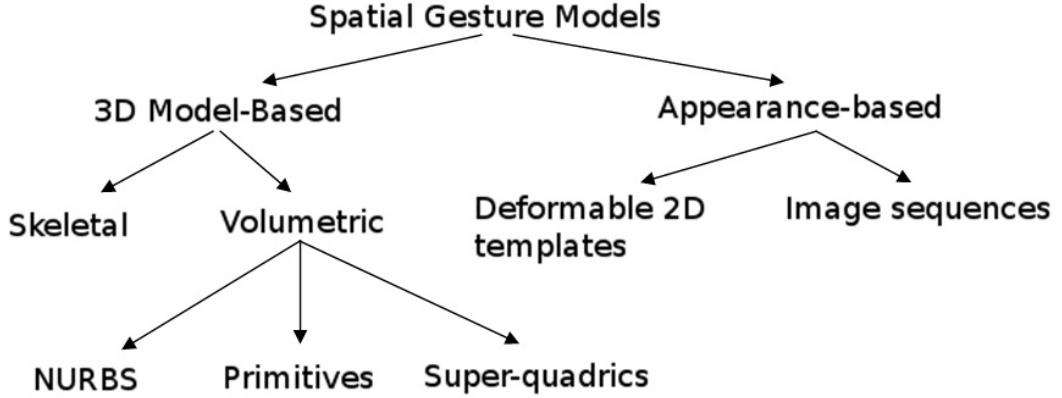 Spatial Gesture Models
3D Model-Based
Appearance-based
Skeletal
Volumetric
Deformable 2D
templates
Image sequences
NURBS
Primitives
Super-quadrics